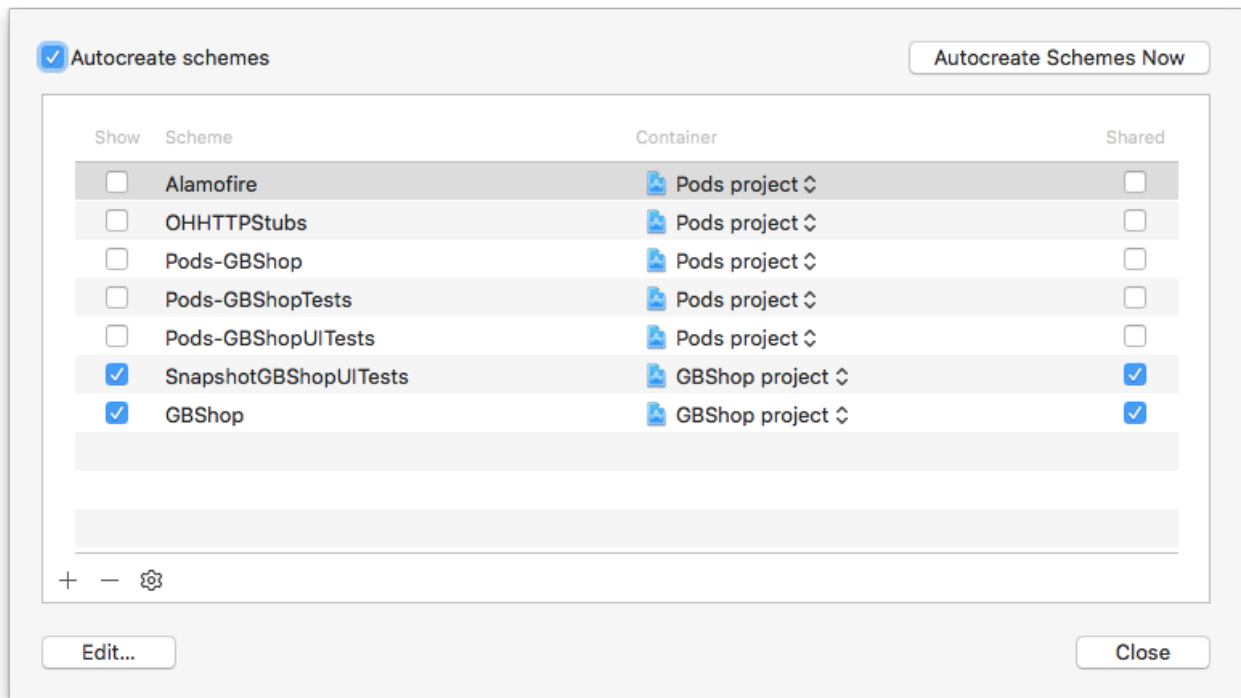 Autocreate schemes Autocreate Schemes Now
Show Scheme Container Shared
Alamofire Pods project
OHHTTPStubs Pods project
Pods-GBShop Pods project
Pods-GBShopTests Pods project
Pods-GBShopUITests Pods project
SnapshotGBShopUITests GBShop project
GBShop GBShop project
Edit... Close